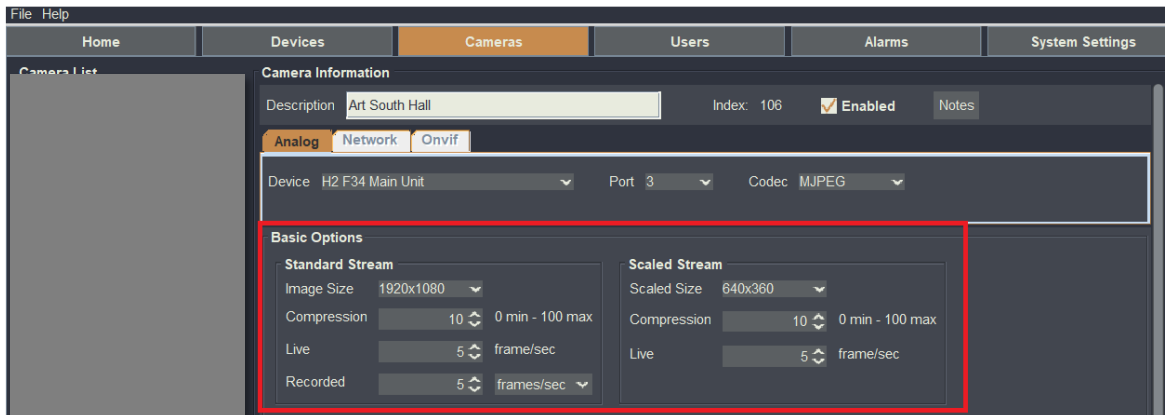 File Help
Home Devices Cameras Users Alarms System Settings
Camera List
Camera Information
Description Art South Hall Index: 106 Enabled Notes
Analog Network Onvif
Device H2 F34 Main Unit Port 3 Codec MJPEG
Basic Options
Standard Stream
Image Size 1920x1080
Compression 10 0 min - 100 max
Live 5 frame/sec
Recorded 5 frames/sec
Scaled Stream
Scaled Size 640x360
Compression 10 0 min - 100 max
Live 5 frame/sec